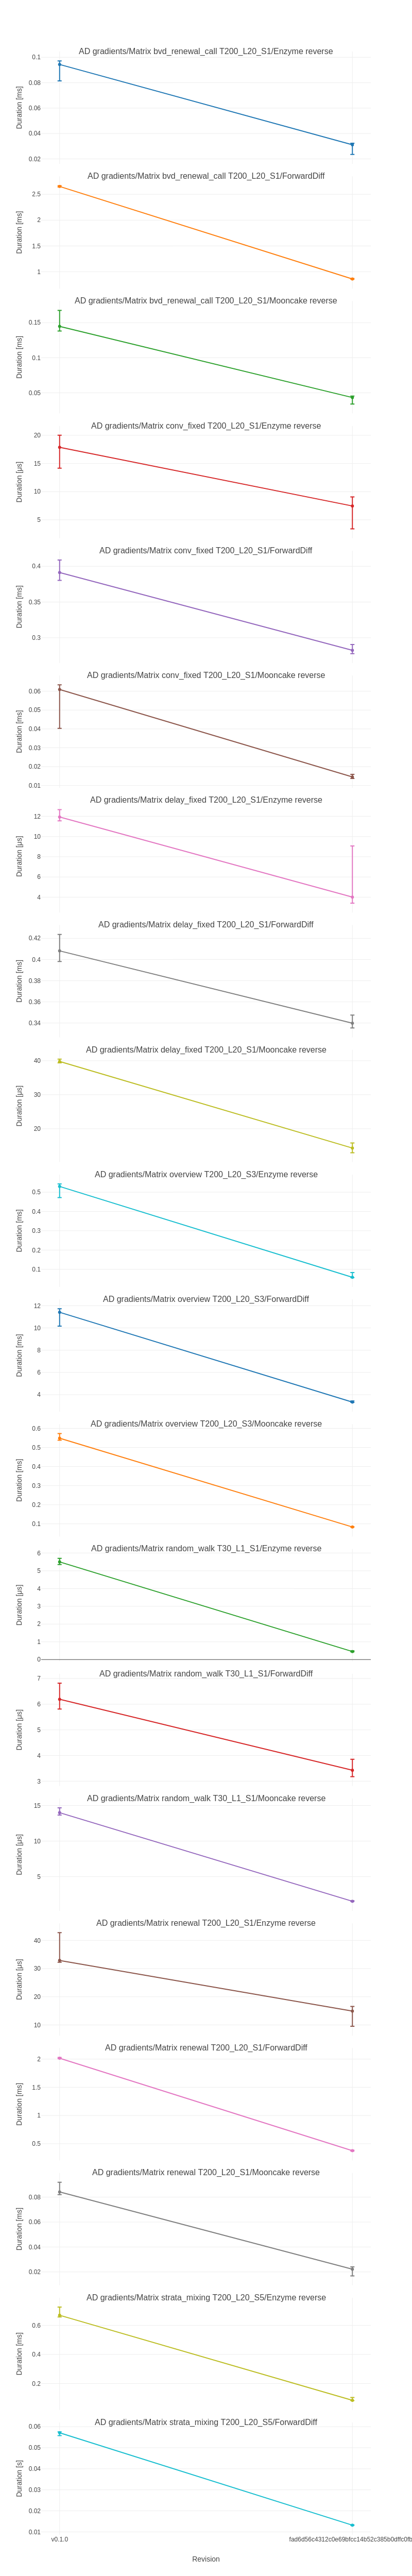 AD gradients/Matrix bvd_renewal_call T200_L20_S1/Enzyme reverse
Duration [ms]
0.1
0.08
0.06
0.04
0.02
AD gradients/Matrix bvd_renewal_call T200_L20_S1/ForwardDiff
Duration [ms]
2.5
2
1.5
1
AD gradients/Matrix bvd_renewal_call T200_L20_S1/Mooncake reverse
Duration [ms]
0.15
0.1
0.05
AD gradients/Matrix conv_fixed T200_L20_S1/Enzyme reverse
Duration [μs]
20
15
10
5
AD gradients/Matrix conv_fixed T200_L20_S1/ForwardDiff
Duration [ms]
0.4
0.35
0.3
AD gradients/Matrix conv_fixed T200_L20_S1/Mooncake reverse
Duration [ms]
0.06
0.05
0.04
0.03
0.02
0.01
AD gradients/Matrix delay_fixed T200_L20_S1/Enzyme reverse
Duration [μs]
12
10
8
6
4
AD gradients/Matrix delay_fixed T200_L20_S1/ForwardDiff
Duration [ms]
0.42
0.4
0.38
0.36
0.34
AD gradients/Matrix delay_fixed T200_L20_S1/Mooncake reverse
Duration [μs]
40
30
20
AD gradients/Matrix overview T200_L20_S3/Enzyme reverse
Duration [ms]
0.5
0.4
0.3
0.2
0.1
AD gradients/Matrix overview T200_L20_S3/ForwardDiff
Duration [ms]
12
10
8
6
4
AD gradients/Matrix overview T200_L20_S3/Mooncake reverse
Duration [ms]
0.6
0.5
0.4
0.3
0.2
0.1
AD gradients/Matrix random_walk T30_L1_S1/Enzyme reverse
Duration [μs]
6
5
4
3
2
1
0
AD gradients/Matrix random_walk T30_L1_S1/ForwardDiff
Duration [μs]
7
6
5
4
3
AD gradients/Matrix random_walk T30_L1_S1/Mooncake reverse
Duration [μs]
15
10
5
AD gradients/Matrix renewal T200_L20_S1/Enzyme reverse
Duration [μs]
40
30
20
10
AD gradients/Matrix renewal T200_L20_S1/ForwardDiff
Duration [ms]
2
1.5
1
0.5
AD gradients/Matrix renewal T200_L20_S1/Mooncake reverse
Duration [ms]
0.08
0.06
0.04
0.02
AD gradients/Matrix strata_mixing T200_L20_S5/Enzyme reverse
Duration [ms]
0.6
0.4
0.2
AD gradients/Matrix strata_mixing T200_L20_S5/ForwardDiff
Duration [s]
0.06
0.05
0.04
0.03
0.02
0.01
v0.1.0
fad6d56c4312c0e69bfcc14b52c385b0dffc0fb
Revision